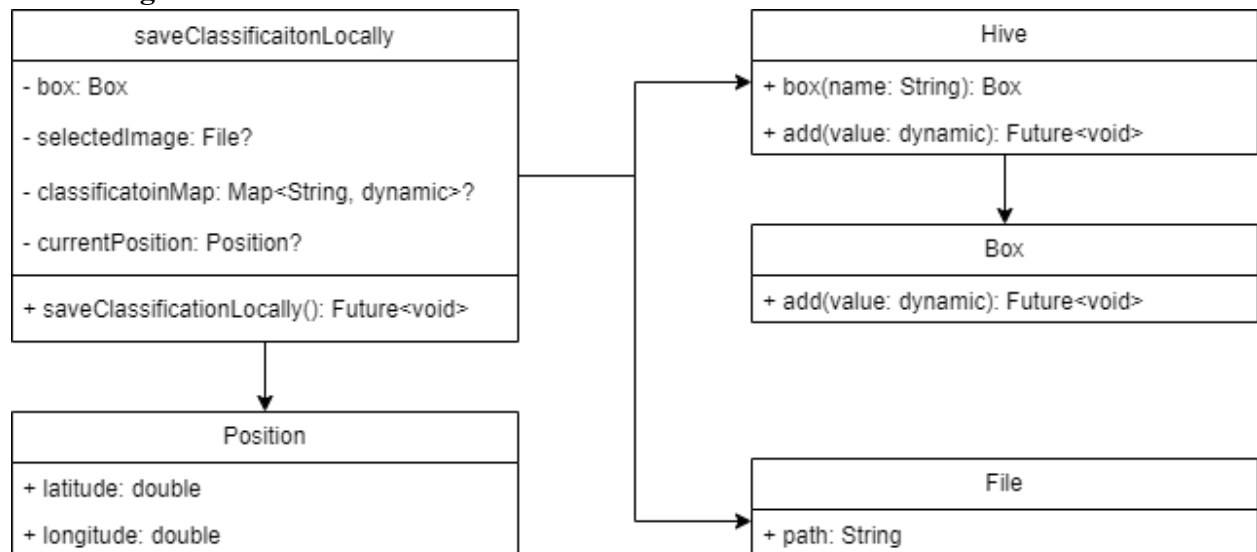 saveClassificaitonLocally
- box: Box
- selectedImage: File?
- classificatoinMap: Map<String, dynamic>?
- currentPosition: Position?
+ saveClassificationLocally(): Future<void>
Hive
+ box(name: String): Box
+ add(value: dynamic): Future<void>
Box
+ add(value: dynamic): Future<void>
Position
+ latitude: double
+ longitude: double
File
+ path: String